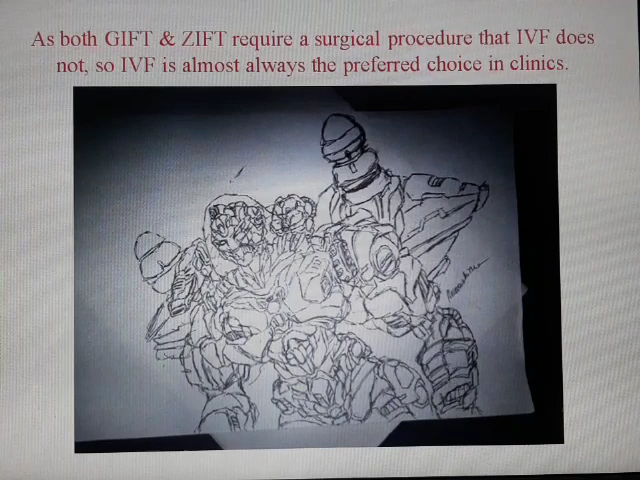 As both GIFT & ZIFT require a surgical procedure that IVF does
not, so IVF is almost always the preferred choice in clinics.